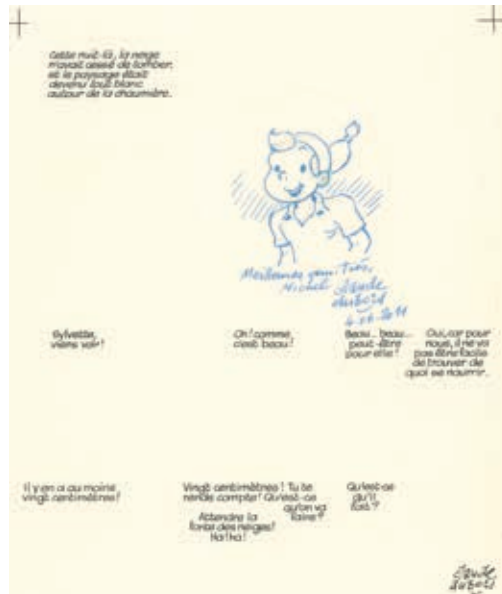 Cette nuit-là, la neige
n'avait cessé de tomber
et le paysage était
devenu tout blanc
autour de la chaumière..
Meilleures pour
Michel Claude
dubois
Sylvette,
viens voir!
Oh! comme
c'est beau!
Beau... beau...
peut-être
pour elle!
Oui, car pour
nous, il ne va
pas être facile
de trouver de
quoi se nourrir..
Il y en a au moins
vingt centimètres!
Vingt centimètres! Tu te
rends compte! Qu'est-ce
qu'on va
faire?
Attendre la
fonte des neiges!
Ha! ha!
Qu'est-ce
qu'il
fait?
Claude
dubois